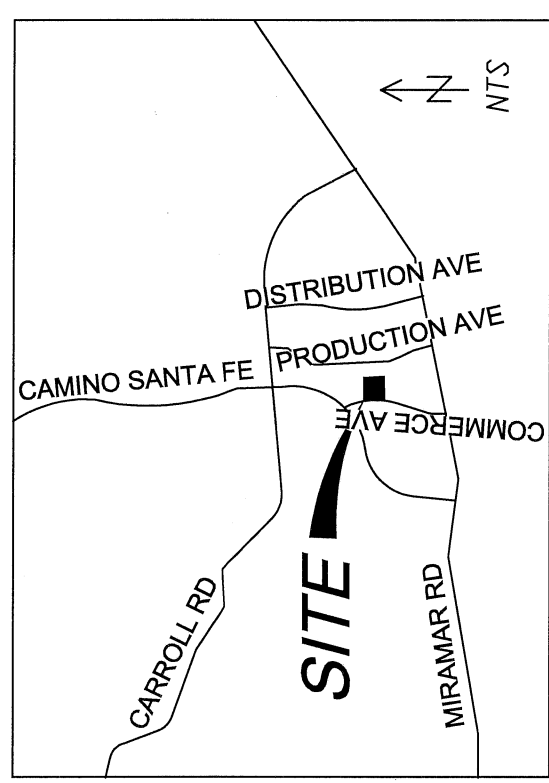 N
NTS
DISTRIBUTION AVE
PRODUCTION AVE
CAMINO SANTA FE
COMMERCE AVE
SITE
CARROLL RD
MIRAMAR RD